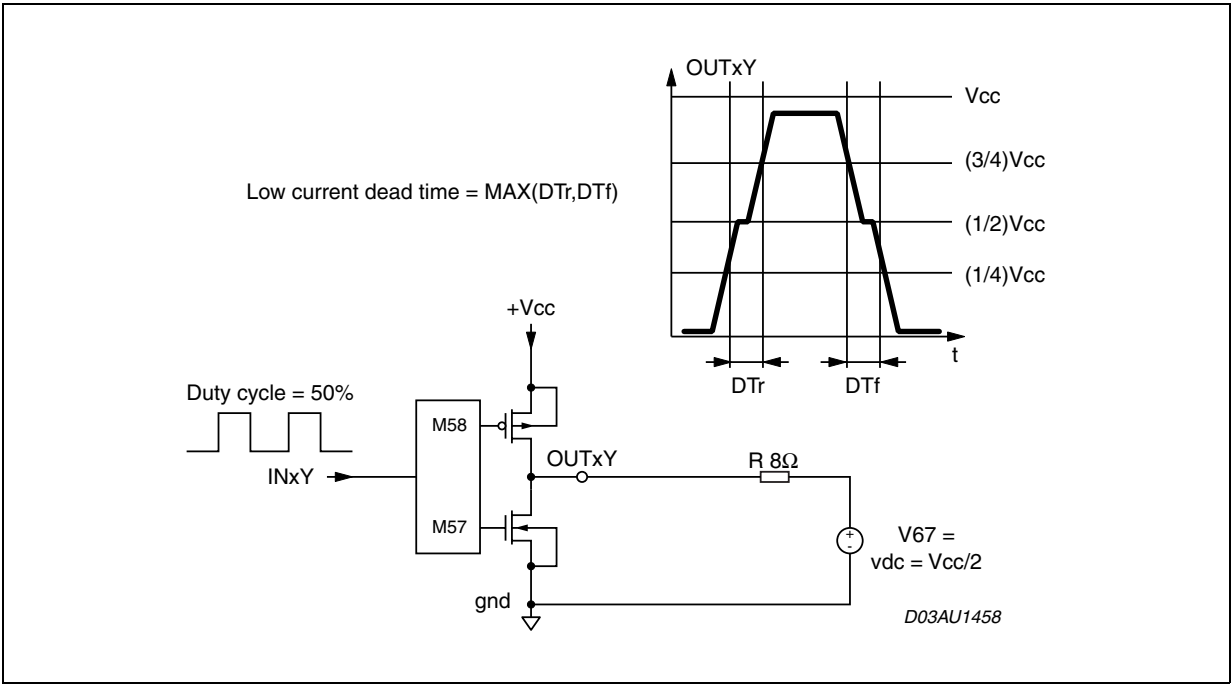 OUTxY
Vcc
(3/4)Vcc
Low current dead time = MAX(DTr,DTf)
(1/2)Vcc
(1/4)Vcc
+Vcc
t
DTr
DTf
Duty cycle = 50%
M58
OUTxY
R 8Ω
INxY
M57
V67 =
+
-
vdc = Vcc/2
gnd
D03AU1458